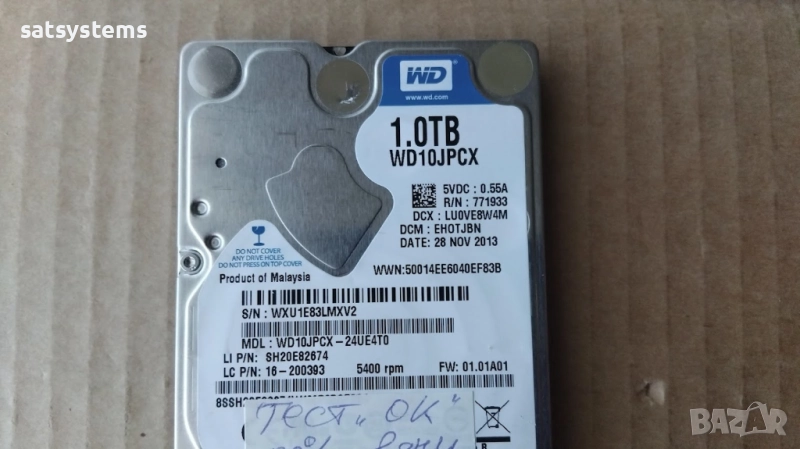 satsystems
WD
www.wd.com
1.0TB
WD10JPCX
5VDC : 0.55A
R/N : 771933
DCX : LU0VE8W4M
DCM : EHOTJBN
DATE: 28 NOV 2013
DO NOT COVER
ANY DRIVE HOLES
DO NOT PRESS ON TOP COVER
Product of Malaysia
WWN:50014EE6040EF83B
S/N : WXU1E83LMXV2
MDL : WD10JPCX-24UE4T0
LI P/N: SH20E82674
LC P/N: 16-200393
5400 rpm
FW: 01.01A01
Тест „ОК“
BAZAR